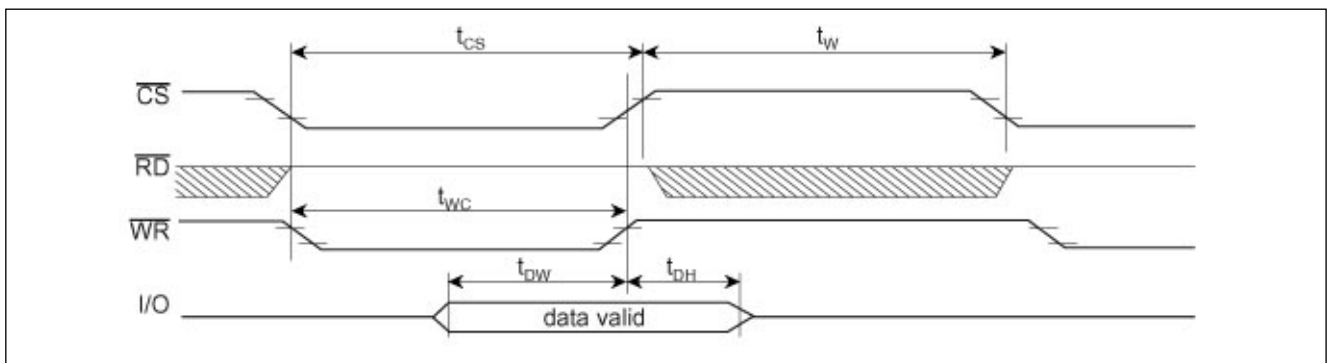 tCS
tW
CS
RD
tWC
WR
tDW
tDH
I/O
data valid